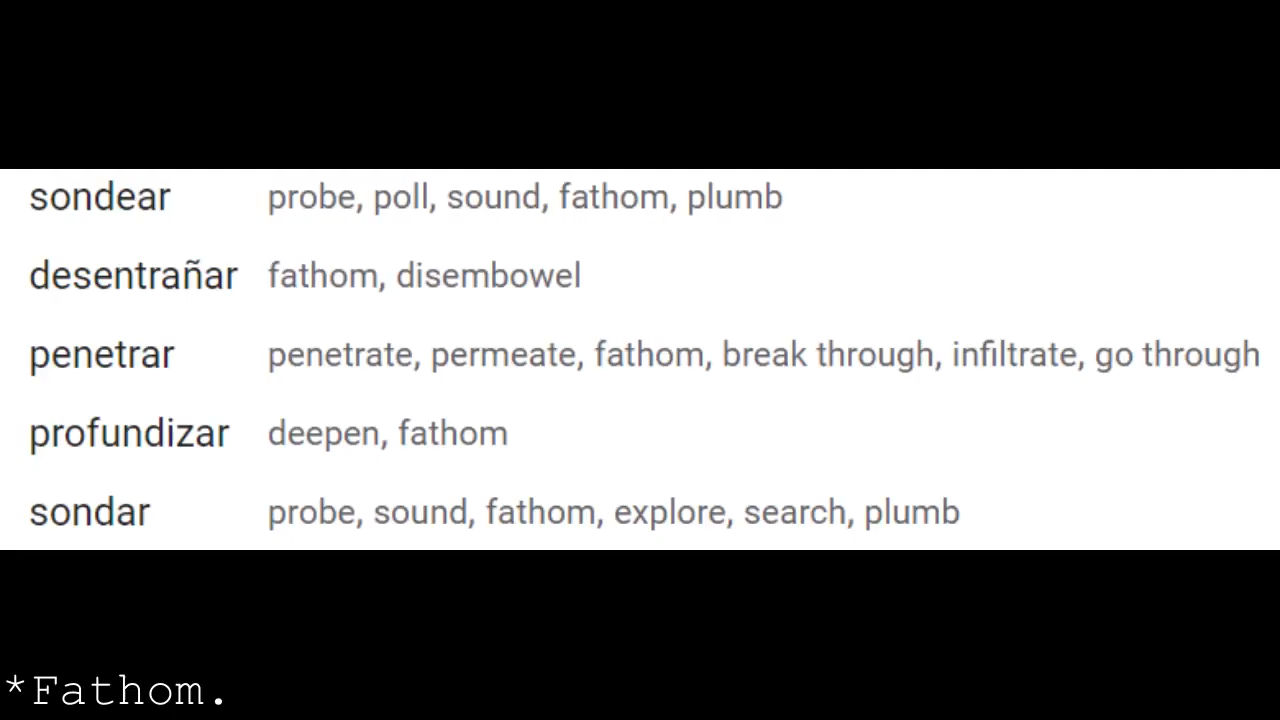 sondear probe, poll, sound, fathom, plumb
desentrañar fathom, disembowel
penetrar penetrate, permeate, fathom, break through, infiltrate, go through
profundizar deepen, fathom
sondar probe, sound, fathom, explore, search, plumb
*Fathom.